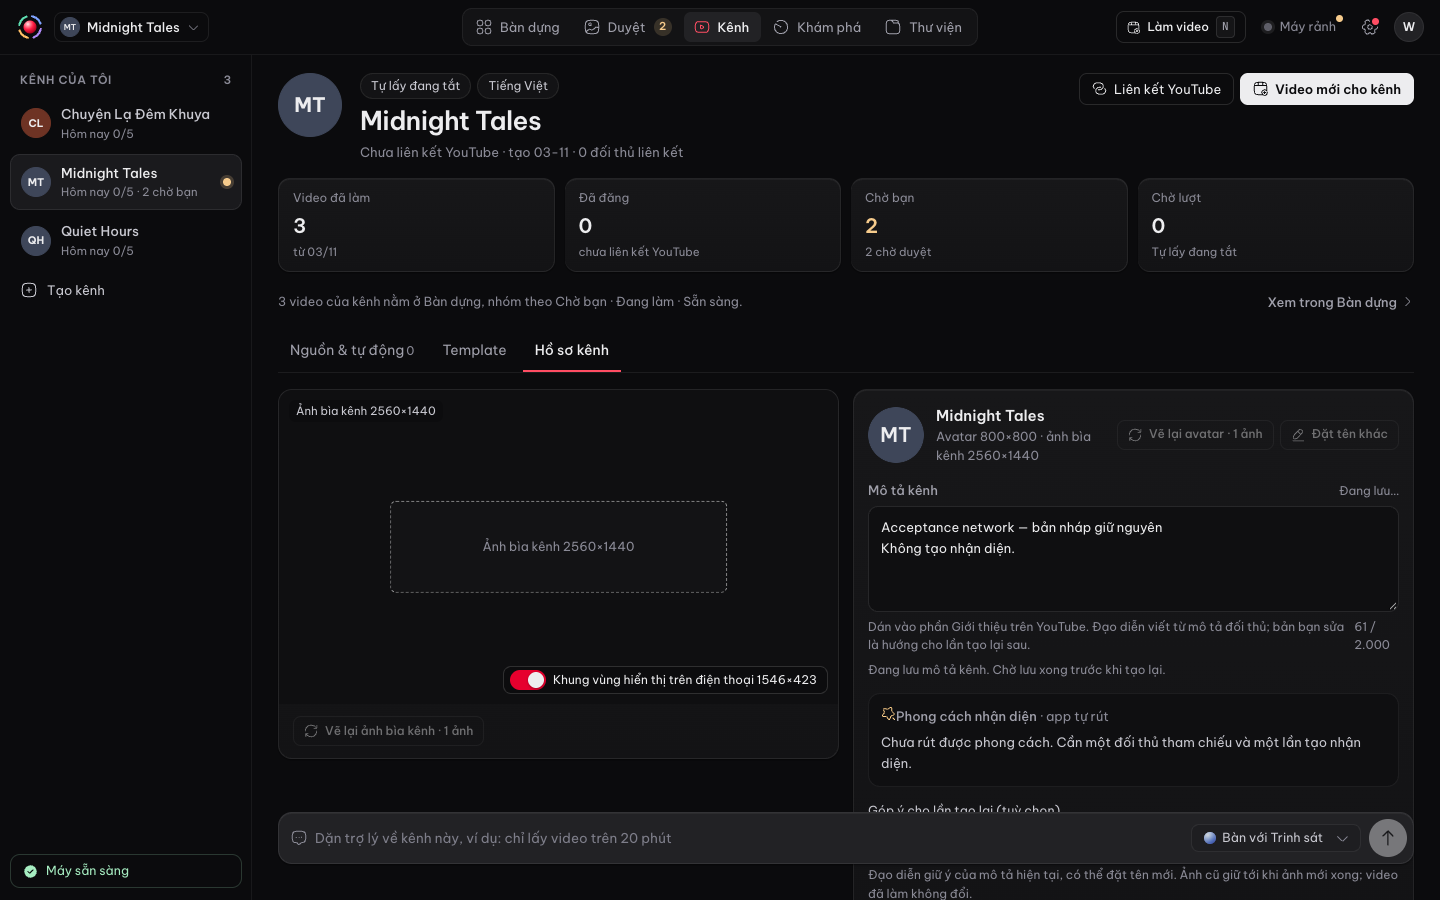 MT Midnight Tales
Bàn dựng
Duyệt 2
Kênh
Khám phá
Thư viện
Làm video N
Máy rảnh
W
KÊNH CỦA TÔI 3
CL
Chuyện Lạ Đêm Khuya
Hôm nay 0/5
MT
Midnight Tales
Hôm nay 0/5 · 2 chờ bạn
QH
Quiet Hours
Hôm nay 0/5
Tạo kênh
Máy sẵn sàng
MT
Tự lấy đang tắt
Tiếng Việt
Midnight Tales
Chưa liên kết YouTube · tạo 03-11 · 0 đối thủ liên kết
Liên kết YouTube
Video mới cho kênh
Video đã làm
3
từ 03/11
Đã đăng
0
chưa liên kết YouTube
Chờ bạn
2
2 chờ duyệt
Chờ lượt
0
Tự lấy đang tắt
3 video của kênh nằm ở Bàn dựng, nhóm theo Chờ bạn · Đang làm · Sẵn sàng.
Xem trong Bàn dựng
Nguồn & tự động 0
Template
Hồ sơ kênh
Ảnh bìa kênh 2560×1440
Ảnh bìa kênh 2560×1440
Khung vùng hiển thị trên điện thoại 1546×423
Vẽ lại ảnh bìa kênh · 1 ảnh
MT
Midnight Tales
Avatar 800×800 · ảnh bìa
kênh 2560×1440
Vẽ lại avatar · 1 ảnh
Đặt tên khác
Mô tả kênh
Đang lưu...
Acceptance network — bản nháp giữ nguyên
Không tạo nhận diện.
Dán vào phần Giới thiệu trên YouTube. Đạo diễn viết từ mô tả đối thủ; bản bạn sửa
là hướng cho lần tạo lại sau.
61 /
2.000
Đang lưu mô tả kênh. Chờ lưu xong trước khi tạo lại.
Phong cách nhận diện · app tự rút
Chưa rút được phong cách. Cần một đối thủ tham chiếu và một lần tạo nhận
diện.
Góp ý cho lần tạo lại (tuỳ chọn)
Dặn trợ lý về kênh này, ví dụ: chỉ lấy video trên 20 phút
Bàn với Trinh sát
Đạo diễn giữ ý của mô tả hiện tại, có thể đặt tên mới. Ảnh cũ giữ tới khi ảnh mới xong; video
đã làm không đổi.